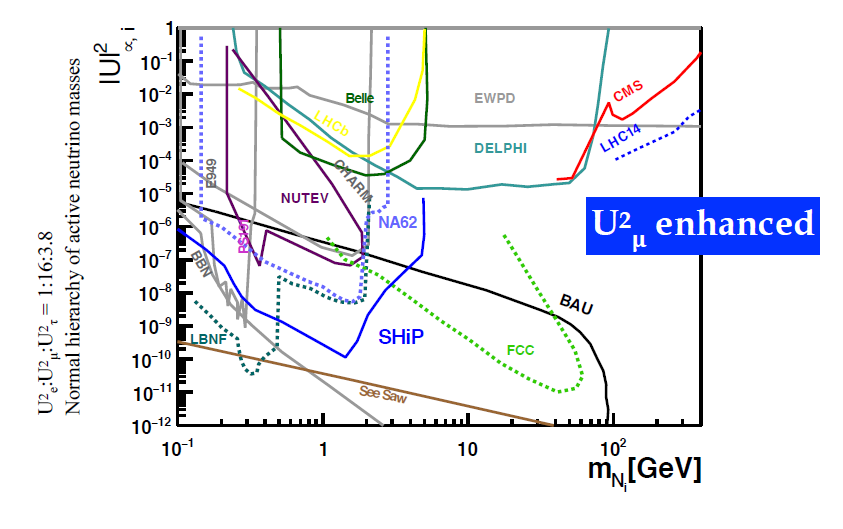 U²e:U²μ:U²τ = 1:16:3.8
Normal hierarchy of active neutrino masses
|U|²∝, i
1
10⁻¹
10⁻²
10⁻³
10⁻⁴
10⁻⁵
10⁻⁶
10⁻⁷
10⁻⁸
10⁻⁹
10⁻¹⁰
10⁻¹¹
10⁻¹²
Belle
EWPD
CMS
LHCb
LHC14
DELPHI
E949
CHARM
NUTEV
NA62
U²μ enhanced
BBN
BAU
LBNF
SHiP
FCC
See Saw
10⁻¹
1
10
10²
mNi[GeV]